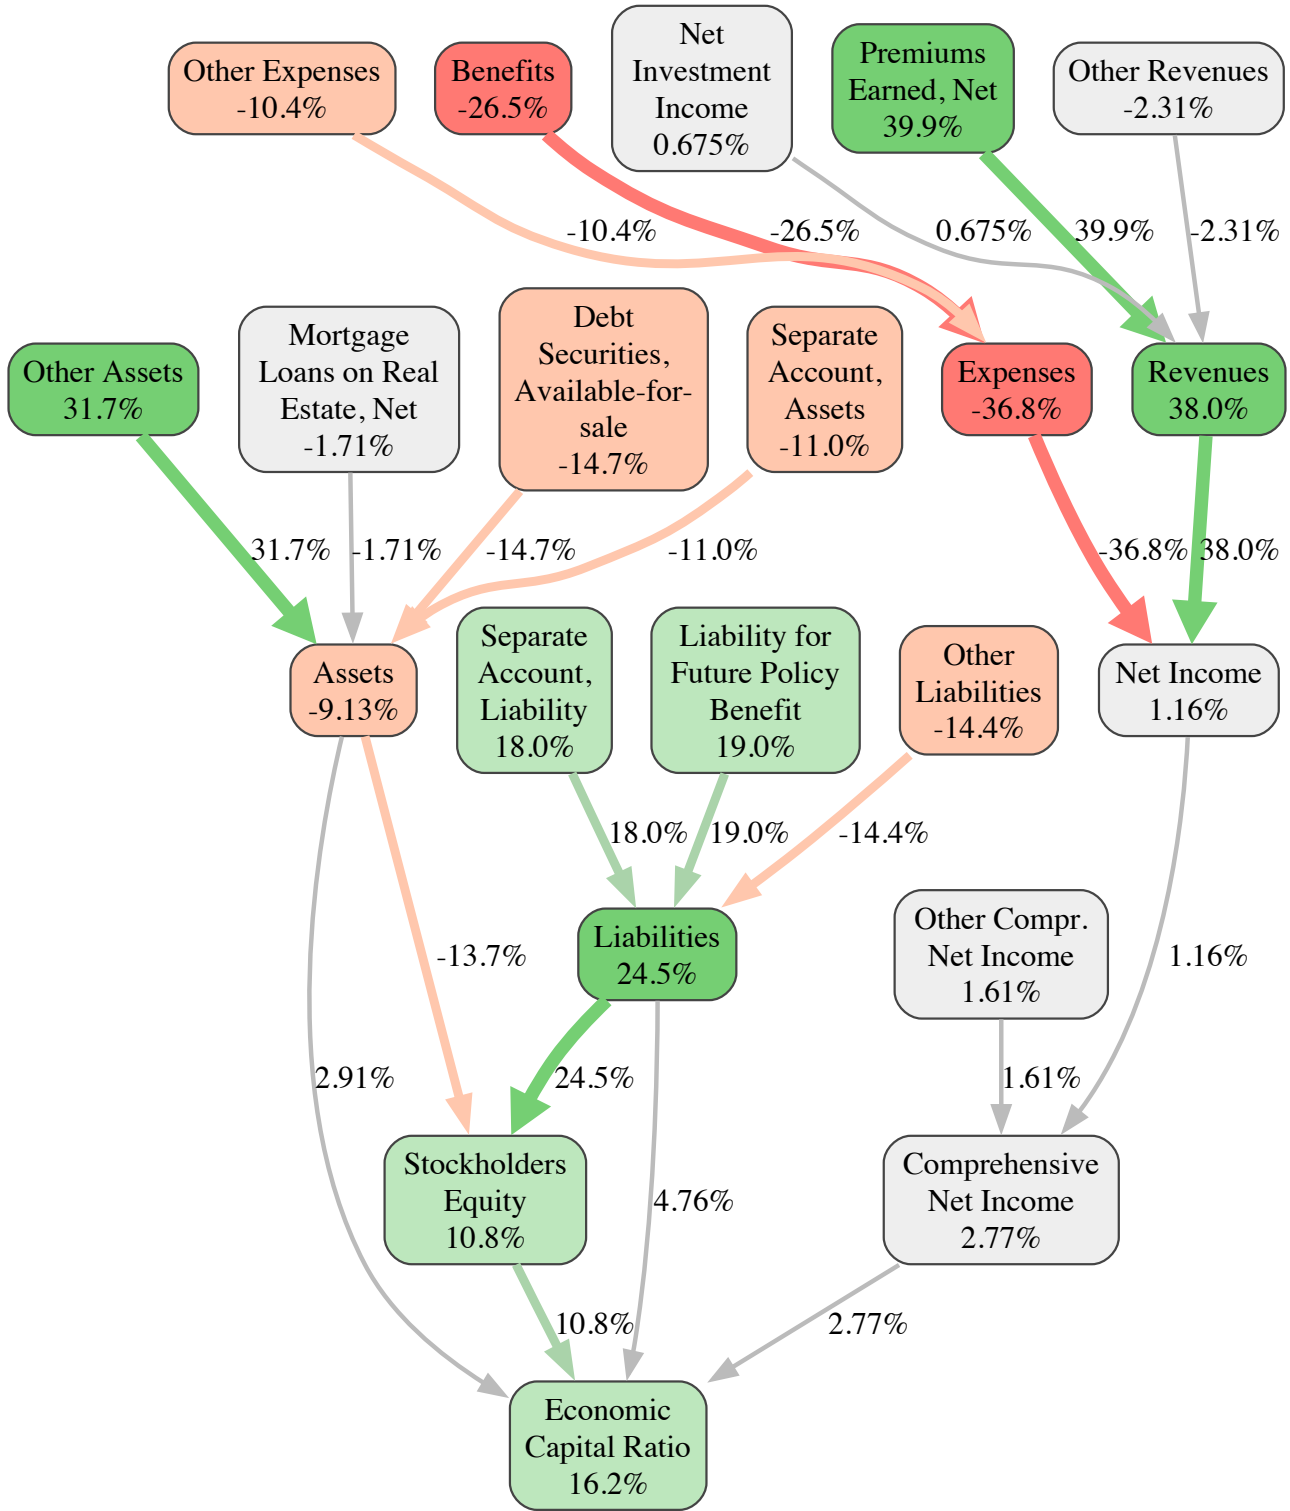 Other Expenses
-10.4%
Benefits
-26.5%
Net
Investment
Income
0.675%
Premiums
Earned, Net
39.9%
Other Revenues
-2.31%
-10.4%
-26.5%
0.675%
39.9%
-2.31%
Other Assets
31.7%
Mortgage
Loans on Real
Estate, Net
-1.71%
Debt
Securities,
Available-for-
sale
-14.7%
Separate
Account,
Assets
-11.0%
Expenses
-36.8%
Revenues
38.0%
31.7%
-1.71%
-14.7%
-11.0%
-36.8%
38.0%
Assets
-9.13%
Separate
Account,
Liability
18.0%
Liability for
Future Policy
Benefit
19.0%
Other
Liabilities
-14.4%
Net Income
1.16%
18.0%
19.0%
-14.4%
Liabilities
24.5%
Other Compr.
Net Income
1.61%
-13.7%
1.16%
2.91%
24.5%
1.61%
Stockholders
Equity
10.8%
4.76%
Comprehensive
Net Income
2.77%
10.8%
2.77%
Economic
Capital Ratio
16.2%